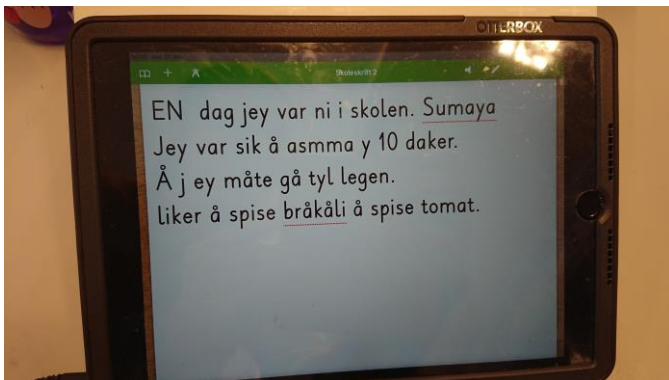 OTTERBOX
Skoleskrift 2
EN dag jey var ni i skolen. Sumaya
Jey var sik å asmma y 10 daker.
Å j ey måte gå tyl legen.
liker å spise bråkåli å spise tomat.